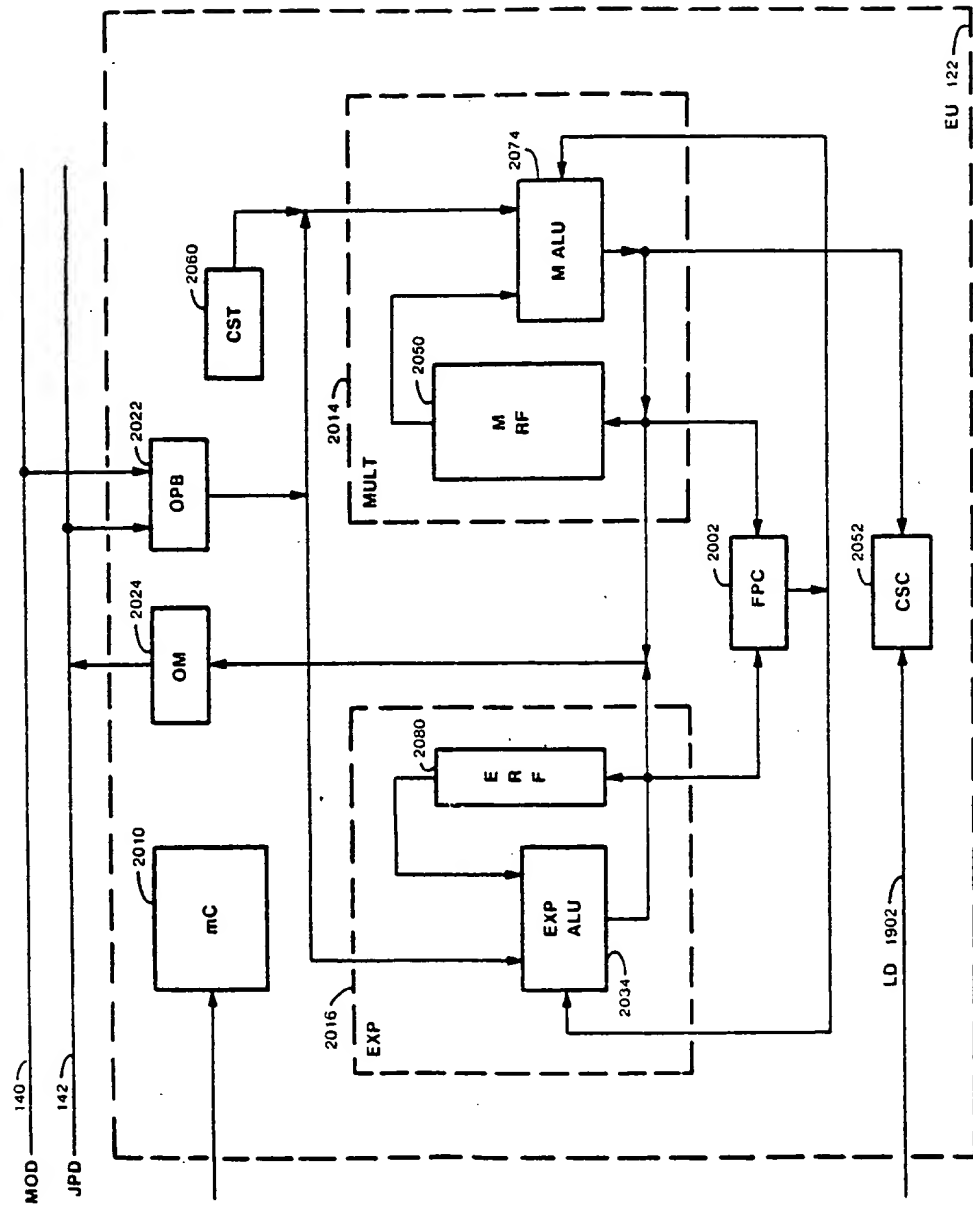 MOD 140
JPD 142
2010
mC
2024
OM
2022
OPB
2060
CST
2016
EXP
EXP
ALU
2034
2080
E
R
F
2014
MULT
2050
M
RF
2074
M ALU
2002
FPC
2052
CSC
LD 1902
EU 122